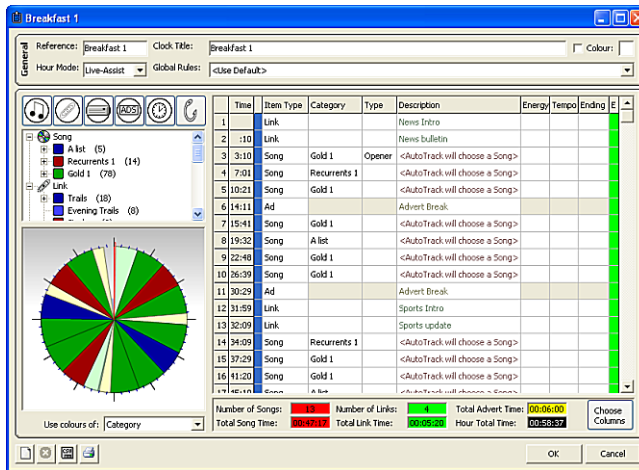 Breakfast 1
General
Reference: Breakfast 1 Clock Title: Breakfast 1 Colour:
Hour Mode: Live-Assist Global Rules: <Use Default>
ADS
Song
A list (5)
Recurrents 1 (14)
Gold 1 (78)
Link
Trails (18)
Evening Trails (8)
Time Item Type Category Type Description Energy Tempo Ending E
1 Link News Intro
2 :10 Link News bulletin
3 3:10 Song Gold 1 Opener <AutoTrack will choose a Song>
4 7:01 Song Recurrents 1 <AutoTrack will choose a Song>
5 10:21 Song Gold 1 <AutoTrack will choose a Song>
6 14:11 Ad Advert Break
7 15:41 Song Gold 1 <AutoTrack will choose a Song>
8 19:32 Song A list <AutoTrack will choose a Song>
9 22:48 Song Gold 1 <AutoTrack will choose a Song>
10 26:39 Song Gold 1 <AutoTrack will choose a Song>
11 30:29 Ad Advert Break
12 31:59 Link Sports Intro
13 32:09 Link Sports update
14 34:09 Song Recurrents 1 <AutoTrack will choose a Song>
15 37:29 Song Gold 1 <AutoTrack will choose a Song>
16 41:20 Song Gold 1 <AutoTrack will choose a Song>
17 45:10 Song A list <AutoTrack will choose a Song>
Use colours of: Category
Number of Songs: 13 Number of Links: 4 Total Advert Time: 00:06:00
Total Song Time: 00:47:17 Total Link Time: 00:05:20 Hour Total Time: 00:58:37
Choose
Columns
OK Cancel